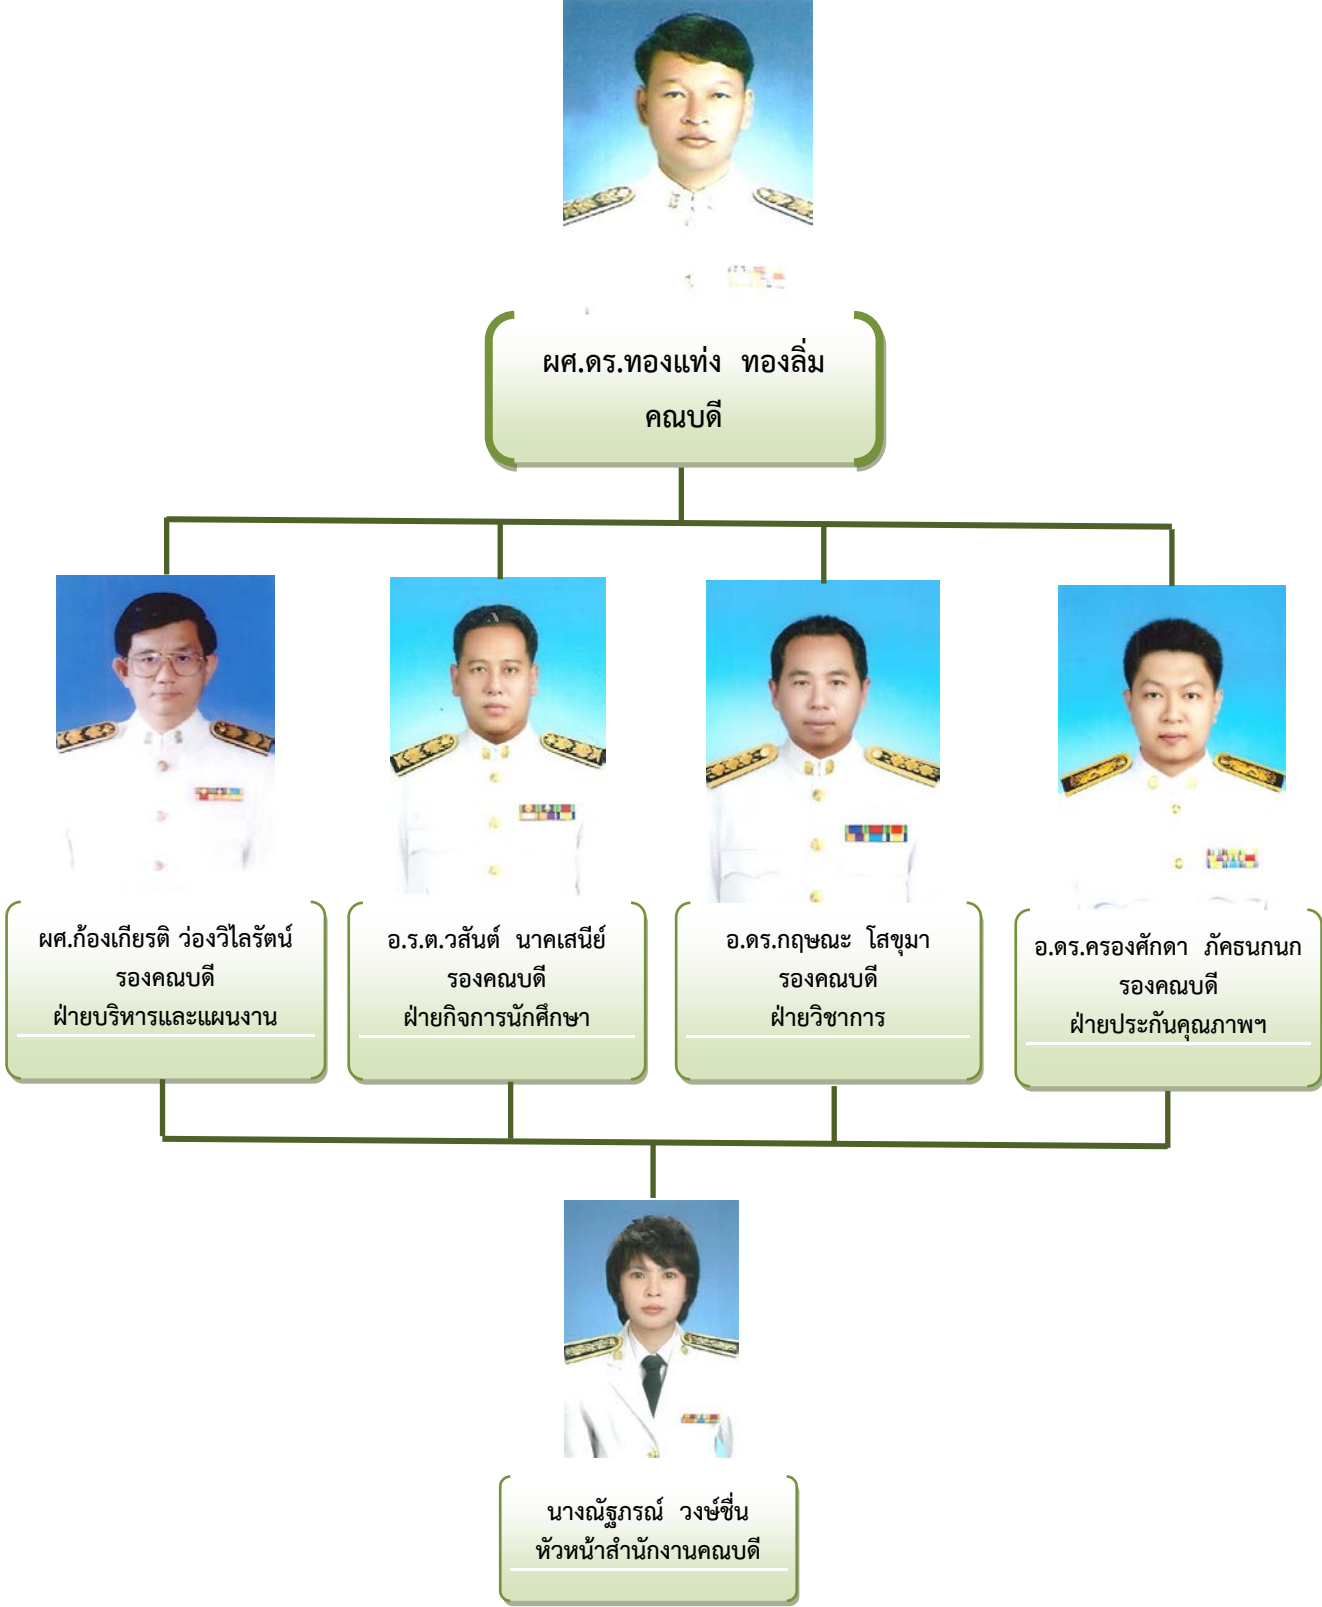 ผศ.ดร.ทองแท่ง ทองลิ่ม
คณบดี
ผศ.ก้องเกียรติ ว่องวิไลรัตน์
รองคณบดี
ฝ่ายบริหารและแผนงาน
อ.ร.ต.วสันต์ นาคเสนีย์
รองคณบดี
ฝ่ายกิจการนักศึกษา
อ.ดร.กฤษณะ โสขุมา
รองคณบดี
ฝ่ายวิชาการ
อ.ดร.ครองศักดา ภัคธนกนก
รองคณบดี
ฝ่ายประกันคุณภาพฯ
นางณัฐภรณ์ วงษ์ชื่น
หัวหน้าสำนักงานคณบดี